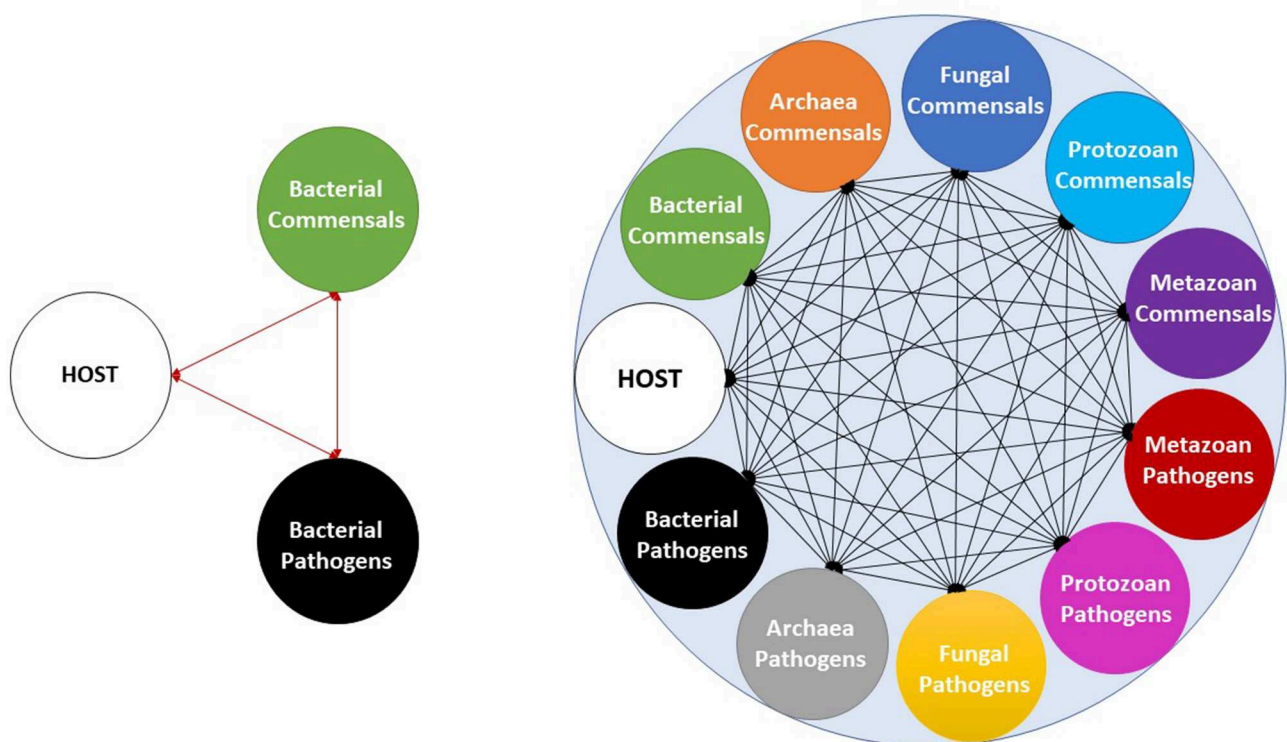 Bacterial
Commensals
HOST
Bacterial
Pathogens
Fungal
Commensals
Archaea
Commensals
Protozoan
Commensals
Bacterial
Commensals
Metazoan
Commensals
HOST
Metazoan
Pathogens
Bacterial
Pathogens
Protozoan
Pathogens
Archaea
Pathogens
Fungal
Pathogens